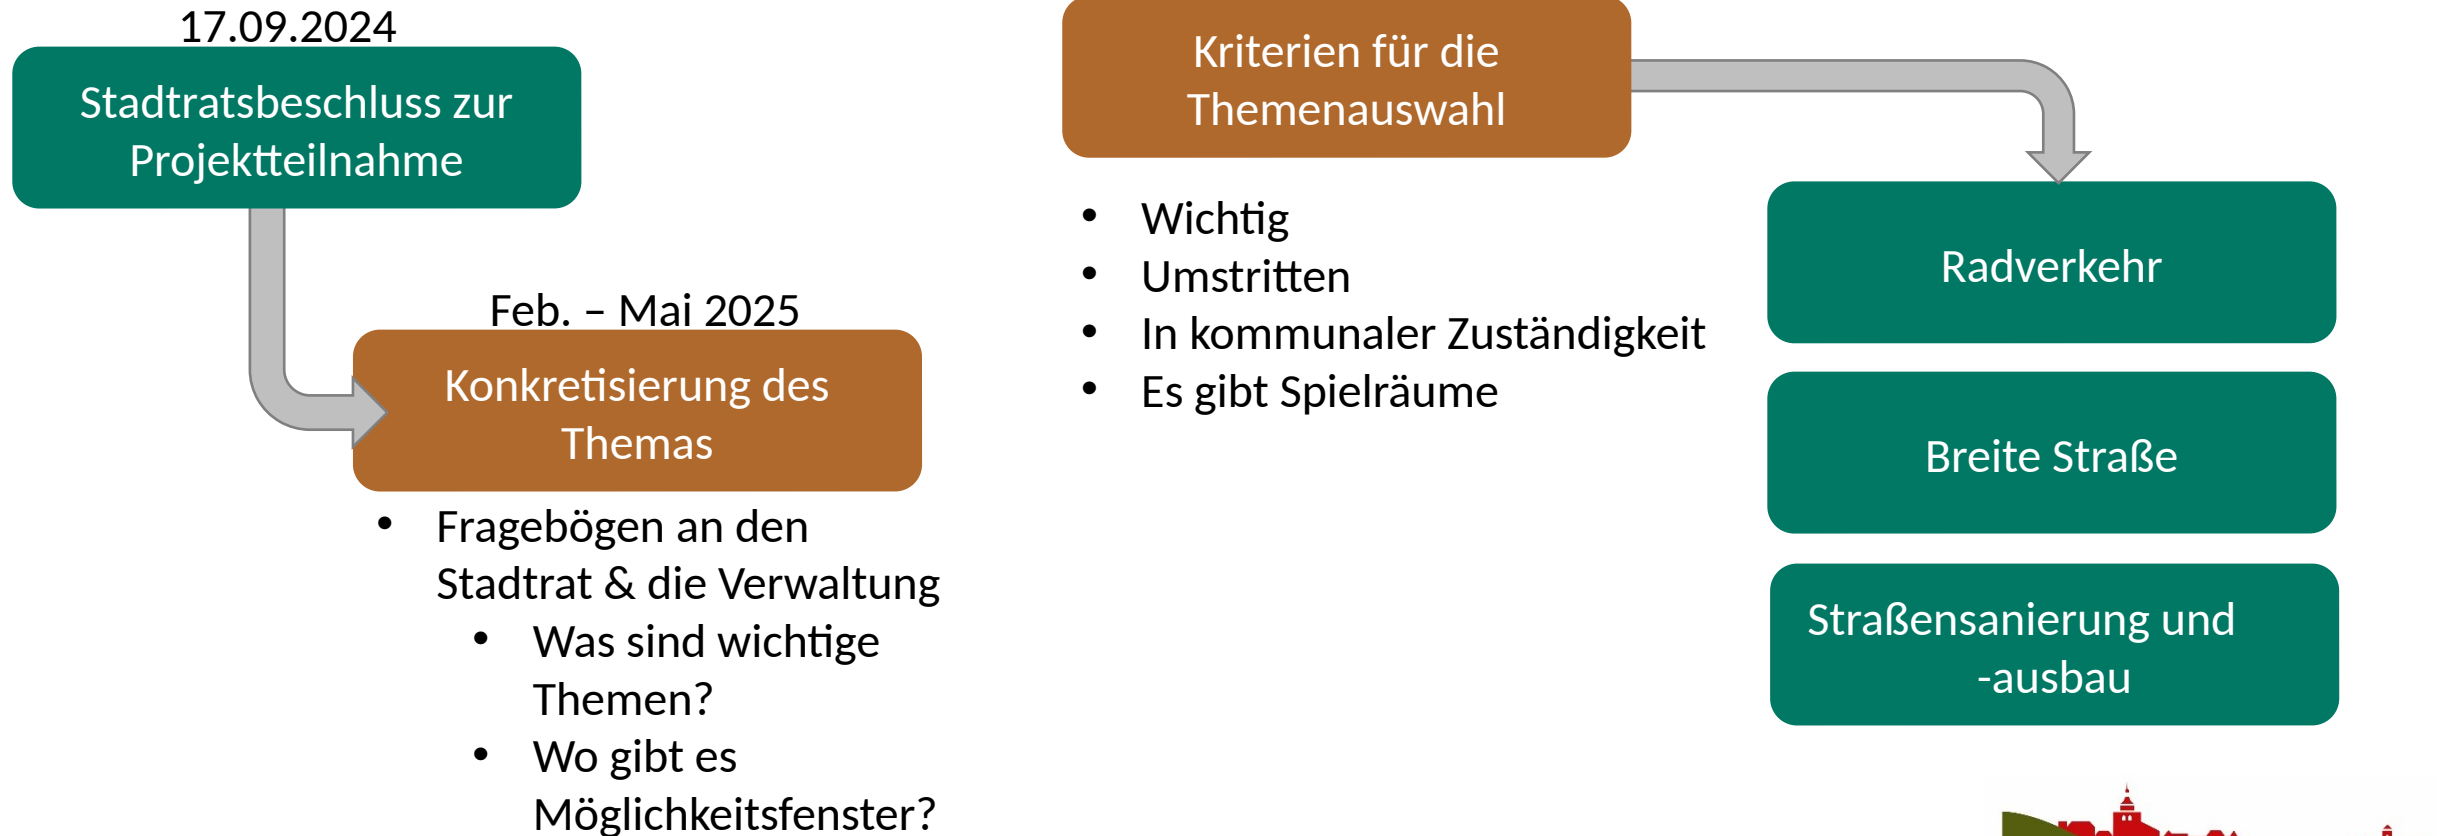 17.09.2024
Stadtratsbeschluss zur
Projektteilnahme
Feb. – Mai 2025
Konkretisierung des
Themas
• Fragebögen an den
Stadtrat & die Verwaltung
• Was sind wichtige
Themen?
• Wo gibt es
Möglichkeitsfenster?
Kriterien für die
Themenauswahl
• Wichtig
• Umstritten
• In kommunaler Zuständigkeit
• Es gibt Spielräume
Radverkehr
Breite Straße
Straßensanierung und
-ausbau